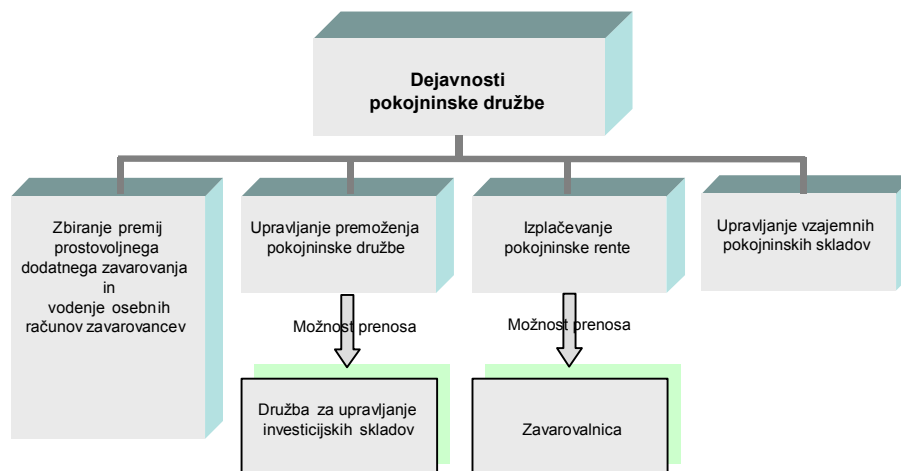 Dejavnosti
pokojninske družbe
Zbiranje premij
prostovoljnega
dodatnega zavarovanja
in
vodenje osebnih
računov zavarovancev
Upravljanje premoženja
pokojninske družbe
Izplačevanje
pokojninske rente
Upravljanje vzajemnih
pokojninskih skladov
Možnost prenosa
Možnost prenosa
Družba za upravljanje
investicijskih skladov
Zavarovalnica